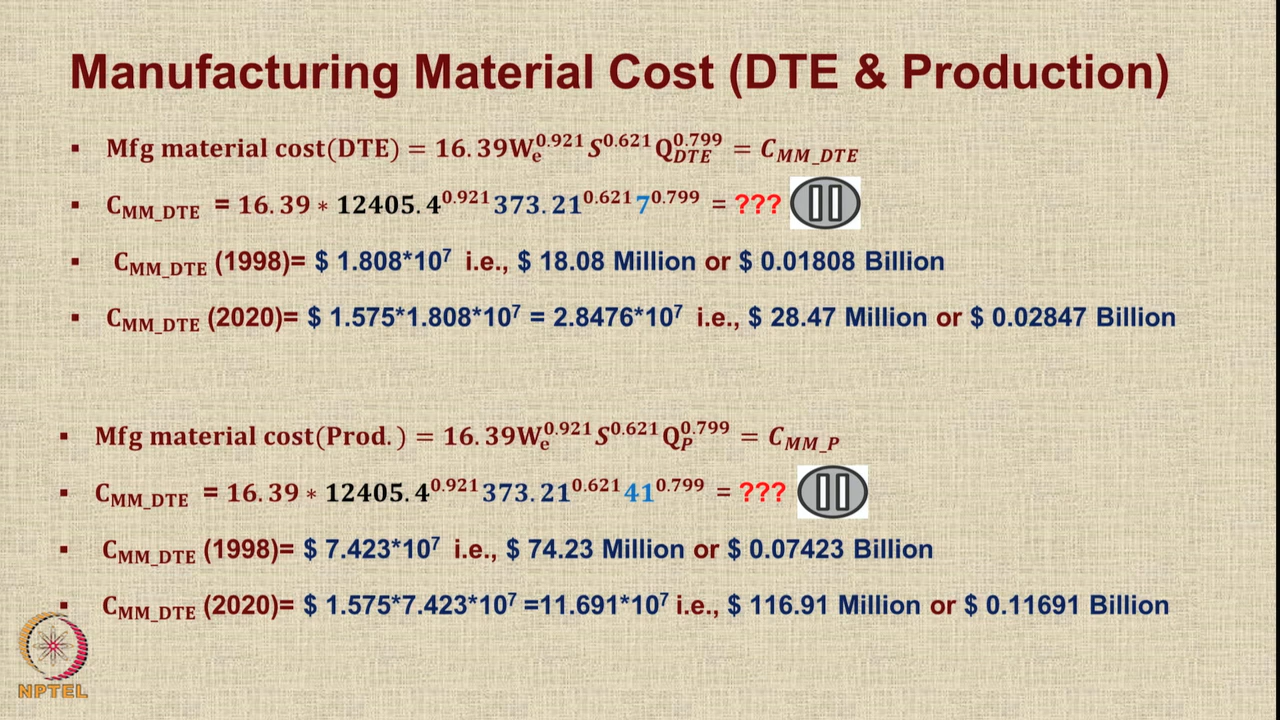 Manufacturing Material Cost (DTE & Production)
▪ Mfg material cost(DTE) = 16.39W_e^0.921 S^0.621 Q_DTE^0.799 = C_MM_DTE
▪ C_MM_DTE = 16.39 * 12405.4^0.921 373.21^0.621 7^0.799 = ???
▪ C_MM_DTE (1998)= $ 1.808*10^7 i.e., $ 18.08 Million or $ 0.01808 Billion
▪ C_MM_DTE (2020)= $ 1.575*1.808*10^7 = 2.8476*10^7 i.e., $ 28.47 Million or $ 0.02847 Billion
▪ Mfg material cost(Prod.) = 16.39W_e^0.921 S^0.621 Q_P^0.799 = C_MM_P
▪ C_MM_DTE = 16.39 * 12405.4^0.921 373.21^0.621 41^0.799 = ???
▪ C_MM_DTE (1998)= $ 7.423*10^7 i.e., $ 74.23 Million or $ 0.07423 Billion
▪ C_MM_DTE (2020)= $ 1.575*7.423*10^7 =11.691*10^7 i.e., $ 116.91 Million or $ 0.11691 Billion
NPTEL